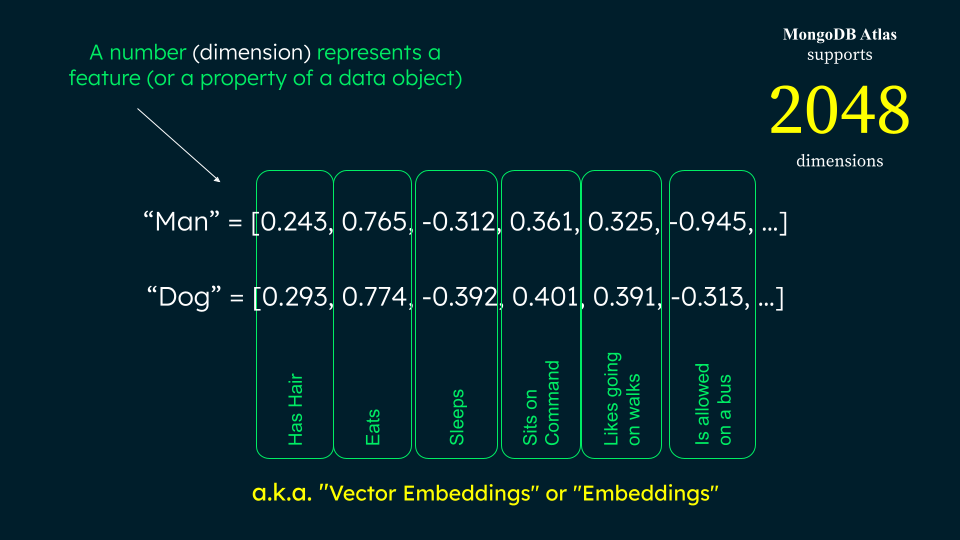 A number (dimension) represents a
feature (or a property of a data object)
MongoDB Atlas
supports
2048
dimensions
“Man” = [0.243, 0.765, -0.312, 0.361, 0.325, -0.945, ...]
“Dog” = [0.293, 0.774, -0.392, 0.401, 0.391, -0.313, ...]
Has Hair
Eats
Sleeps
Sits on
Command
Likes going
on walks
Is allowed
on a bus
a.k.a. "Vector Embeddings" or "Embeddings"